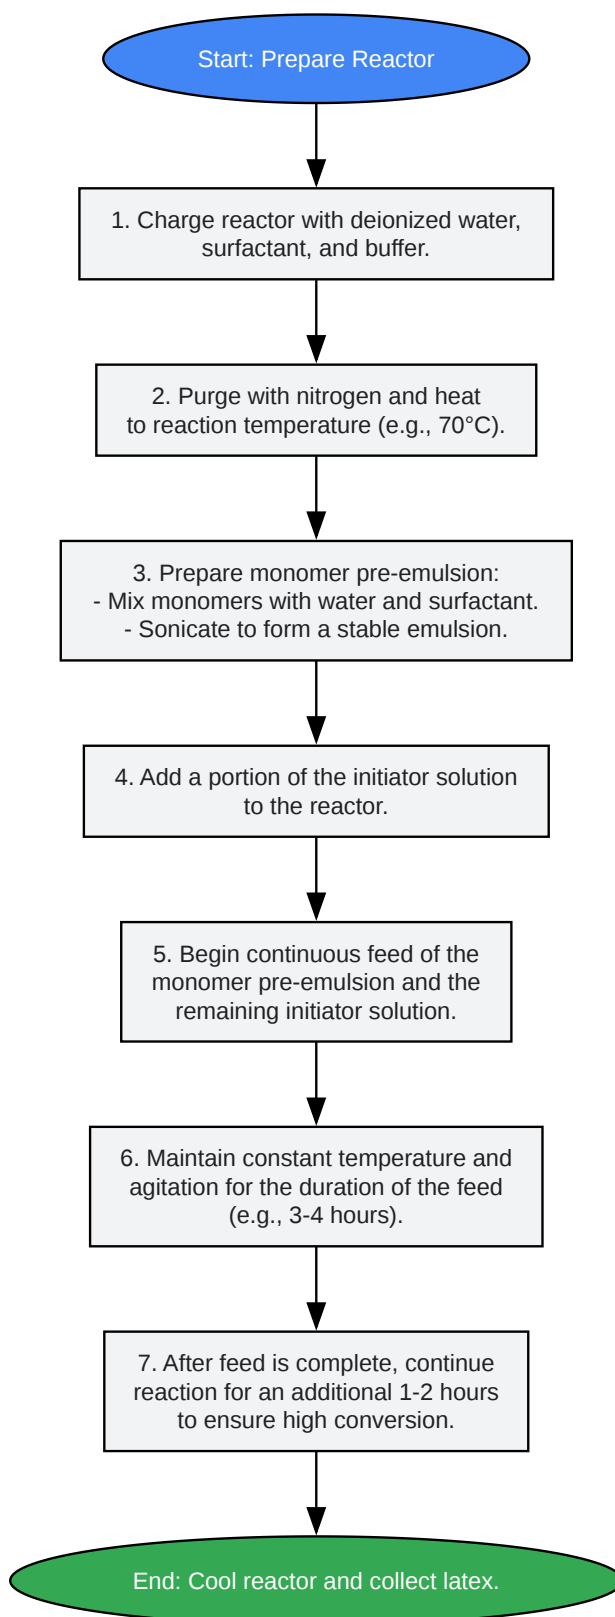 Start: Prepare Reactor
1. Charge reactor with deionized water,
surfactant, and buffer.
2. Purge with nitrogen and heat
to reaction temperature (e.g., 70°C).
3. Prepare monomer pre-emulsion:
- Mix monomers with water and surfactant.
- Sonicate to form a stable emulsion.
4. Add a portion of the initiator solution
to the reactor.
5. Begin continuous feed of the
monomer pre-emulsion and the
remaining initiator solution.
6. Maintain constant temperature and
agitation for the duration of the feed
(e.g., 3-4 hours).
7. After feed is complete, continue
reaction for an additional 1-2 hours
to ensure high conversion.
End: Cool reactor and collect latex.